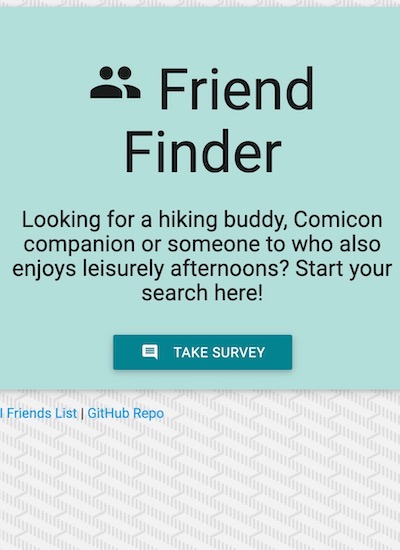 Friend
Finder
Looking for a hiking buddy, Comicon
companion or someone to who also
enjoys leisurely afternoons? Start your
search here!
TAKE SURVEY
Friends List | GitHub Repo